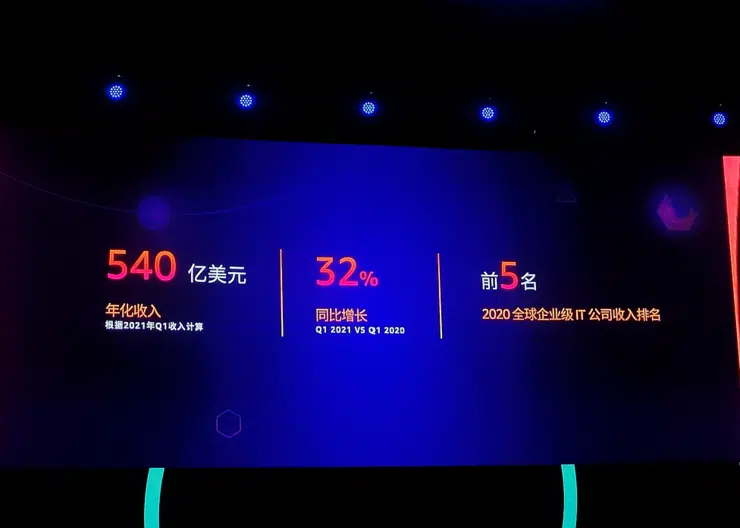 540 亿美元
年化收入
根据2021年Q1收入计算
32%
同比增长
Q1 2021 VS Q1 2020
前5名
2020 全球企业级 IT 公司收入排名